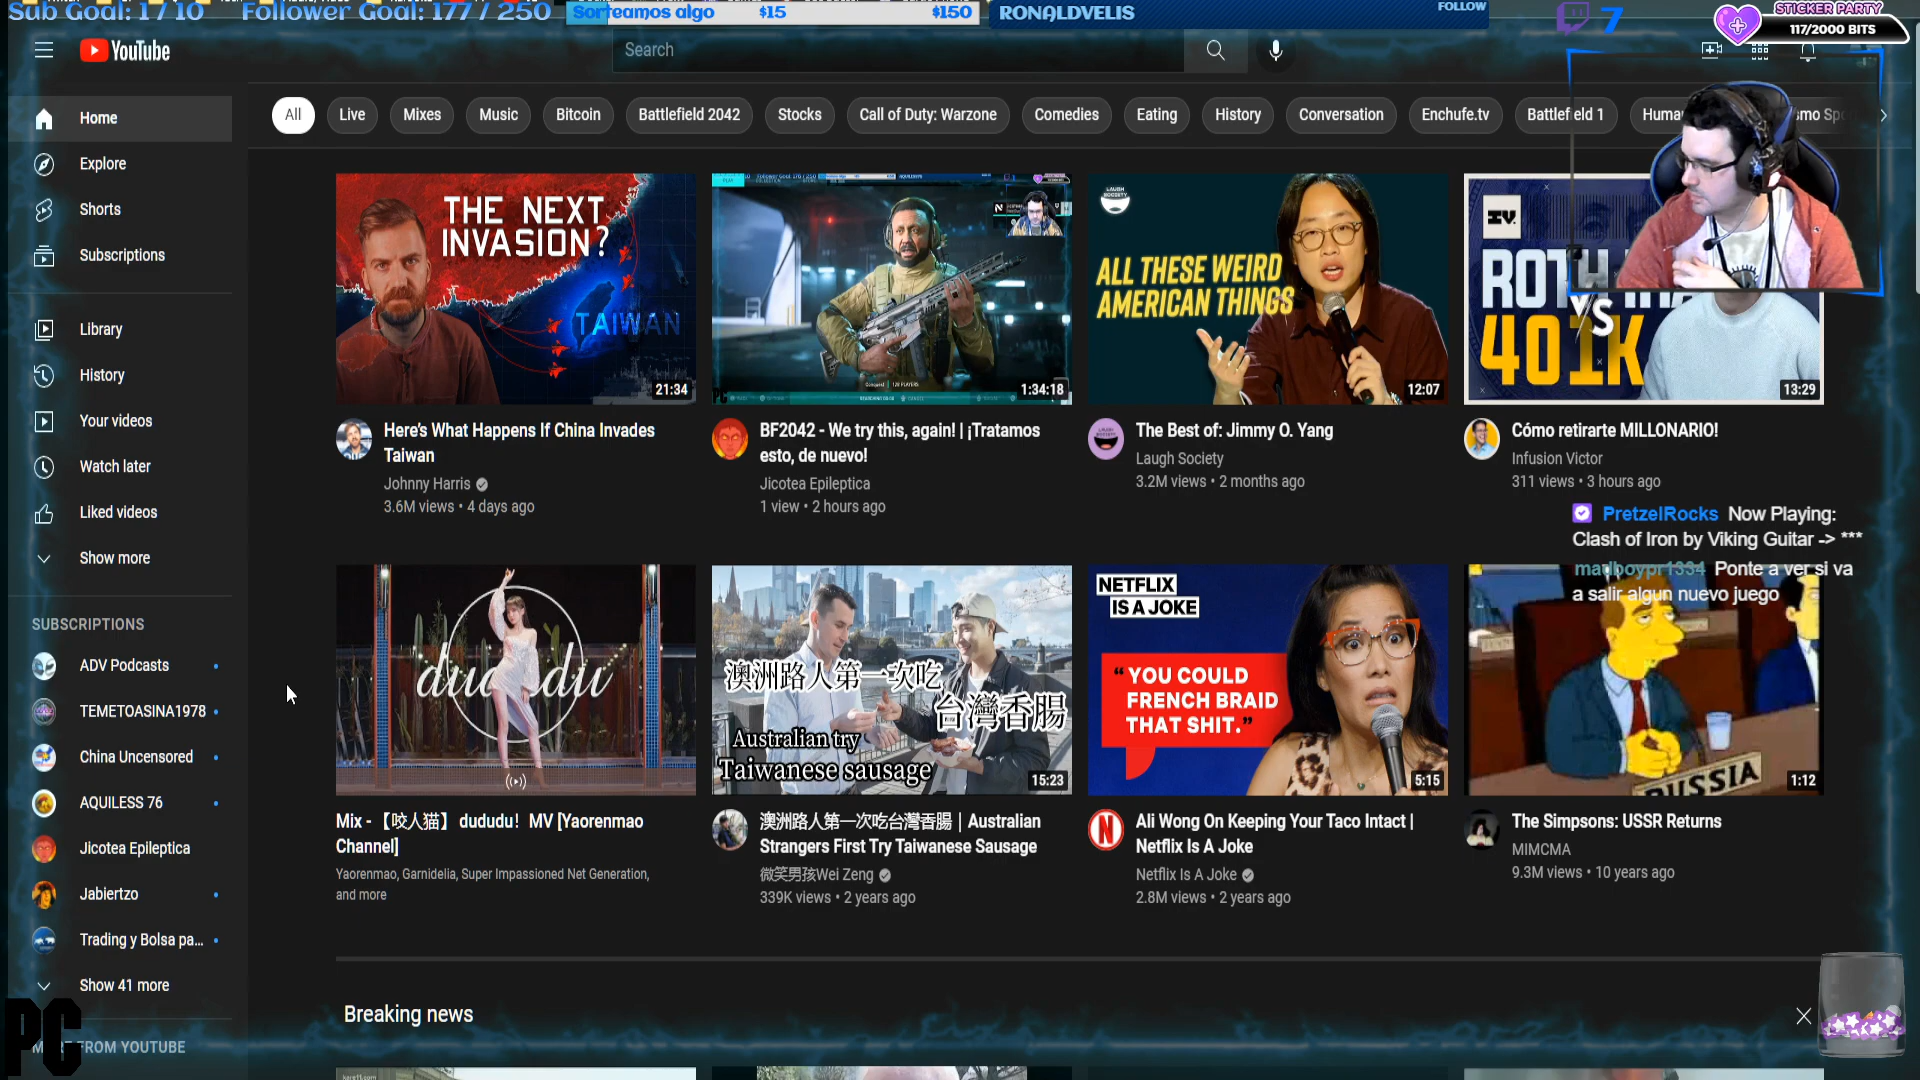 Sub Goal: 1 / 10
Follower Goal: 177 / 250
Sorteamos algo
$15
$150
RONALDVELIS
FOLLOW
7
STICKER PARTY
117/2000 BITS
YouTube
Search
Home
Explore
Shorts
Subscriptions
Library
History
Your videos
Watch later
Liked videos
Show more
SUBSCRIPTIONS
ADV Podcasts
TEMETOASINA1978
China Uncensored
AQUILESS 76
Jicotea Epileptica
Jabiertzo
Trading y Bolsa pa...
Show 41 more
FROM YOUTUBE
PC
All
Live
Mixes
Music
Bitcoin
Battlefield 2042
Stocks
Call of Duty: Warzone
Comedies
Eating
History
Conversation
Enchufe.tv
Battlefield 1
THE NEXT
INVASION?
TAIWAN
21:34
Here's What Happens If China Invades
Taiwan
Johnny Harris
3.6M views • 4 days ago
1:34:18
BF2042 - We try this, again! | ¡Tratamos
esto, de nuevo!
Jicotea Epileptica
1 view • 2 hours ago
LAUGH
SOCIETY
ALL THESE WEIRD
AMERICAN THINGS
12:07
The Best of: Jimmy O. Yang
Laugh Society
3.2M views • 2 months ago
IV.
ROTH
VS
401K
13:29
Cómo retirarte MILLONARIO!
Infusion Victor
311 views • 3 hours ago
PretzelRocks Now Playing:
Clash of Iron by Viking Guitar -> ***
madboypr1334 Ponte a ver si va
a salir algun nuevo juego
Mix -【咬人猫】dududu！MV [Yaorenmao
Channel]
Yaorenmao, Garnidelia, Super Impassioned Net Generation,
and more
澳洲路人第一次吃
台灣香腸
Australian try
Taiwanese sausage
15:23
澳洲路人第一次吃台灣香腸｜Australian
Strangers First Try Taiwanese Sausage
微笑男孩Wei Zeng
339K views • 2 years ago
NETFLIX
IS A JOKE
"YOU COULD
FRENCH BRAID
THAT SHIT."
5:15
Ali Wong On Keeping Your Taco Intact |
Netflix Is A Joke
Netflix Is A Joke
2.8M views • 2 years ago
RUSSIA
1:12
The Simpsons: USSR Returns
MIMCMA
9.3M views • 10 years ago
Breaking news